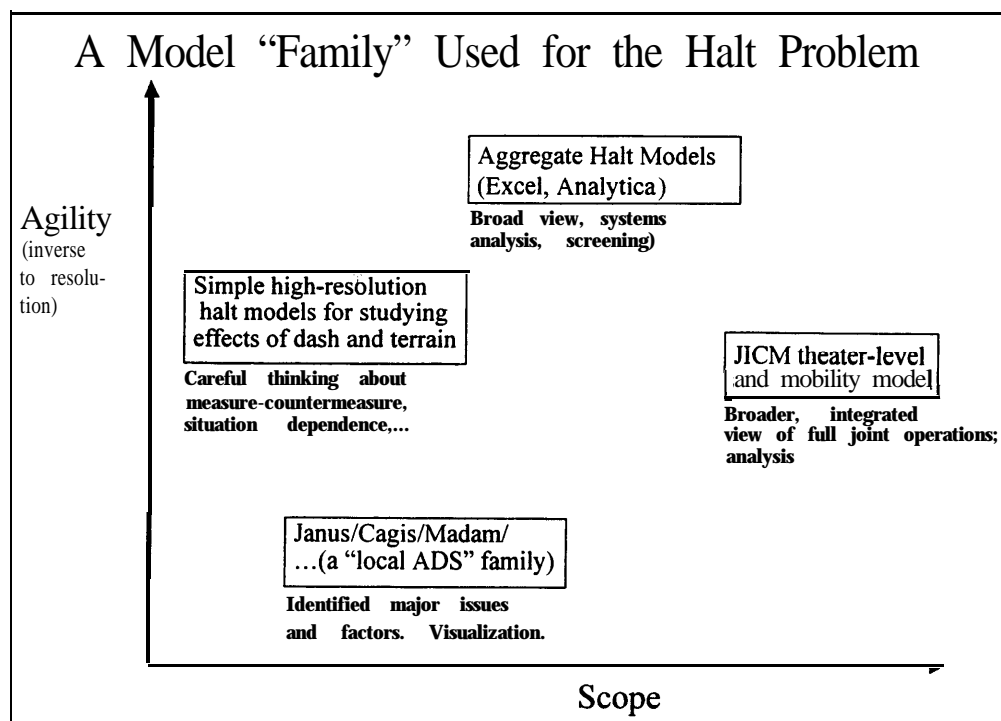 A Model “Family” Used for the Halt Problem
Agility
(inverse
to resolu-
tion)
Aggregate Halt Models
(Excel, Analytica)
Broad view, systems
analysis, screening)
Simple high-resolution
halt models for studying
effects of dash and terrain
Careful thinking about
measure-countermeasure,
situation dependence,...
JICM theater-level
and mobility model
Broader, integrated
view of full joint operations;
analysis
Janus/Cagis/Madam/
...(a “local ADS” family)
Identified major issues
and factors. Visualization.
Scope